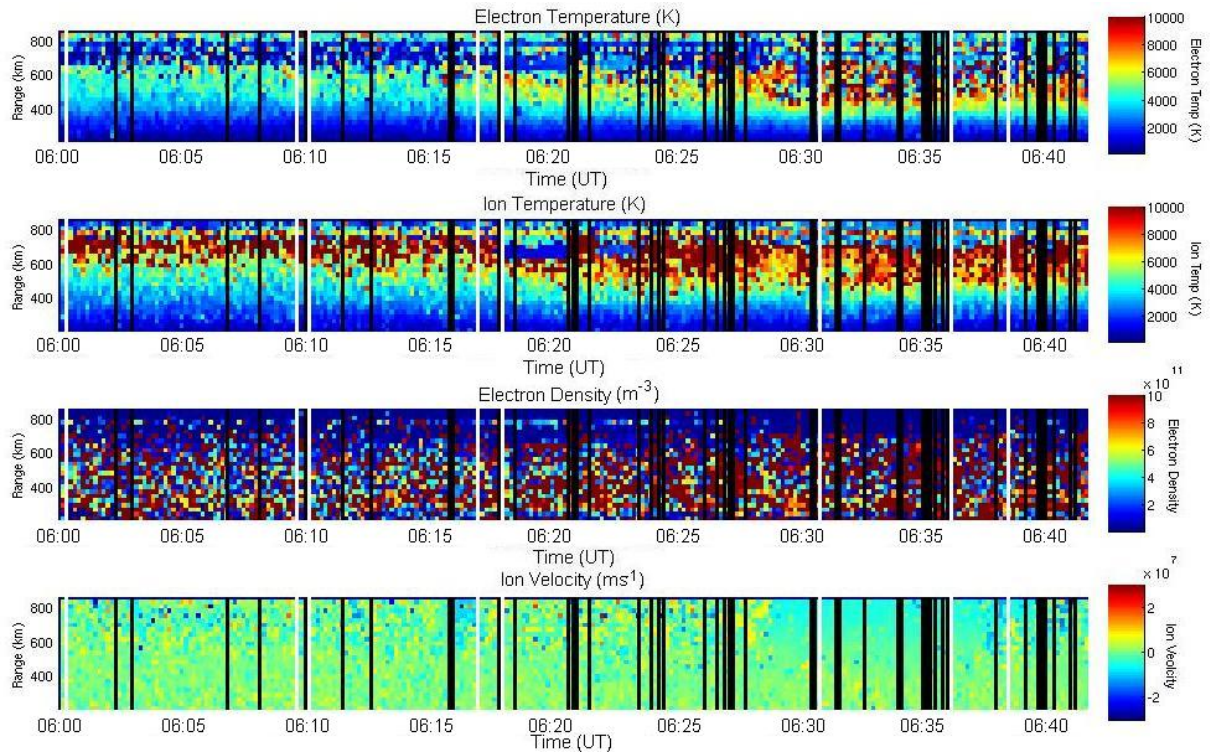 Electron Temperature (K)
10000
8000
6000
4000
2000
Electron Temp (K)
800
600
400
Range (km)
06:00 06:05 06:10 06:15 06:20 06:25 06:30 06:35 06:40
Time (UT)
Ion Temperature (K)
10000
8000
6000
4000
2000
Ion Temp (K)
800
600
400
Range (km)
06:00 06:05 06:10 06:15 06:20 06:25 06:30 06:35 06:40
Time (UT)
Electron Density (m⁻³)
x 10 11
10
8
6
4
2
Electron Density
800
600
400
Range (km)
06:00 06:05 06:10 06:15 06:20 06:25 06:30 06:35 06:40
Time (UT)
Ion Velocity (ms¹)
x 10 7
2
0
-2
Ion Veolcity
800
600
400
Range (km)
06:00 06:05 06:10 06:15 06:20 06:25 06:30 06:35 06:40
Time (UT)